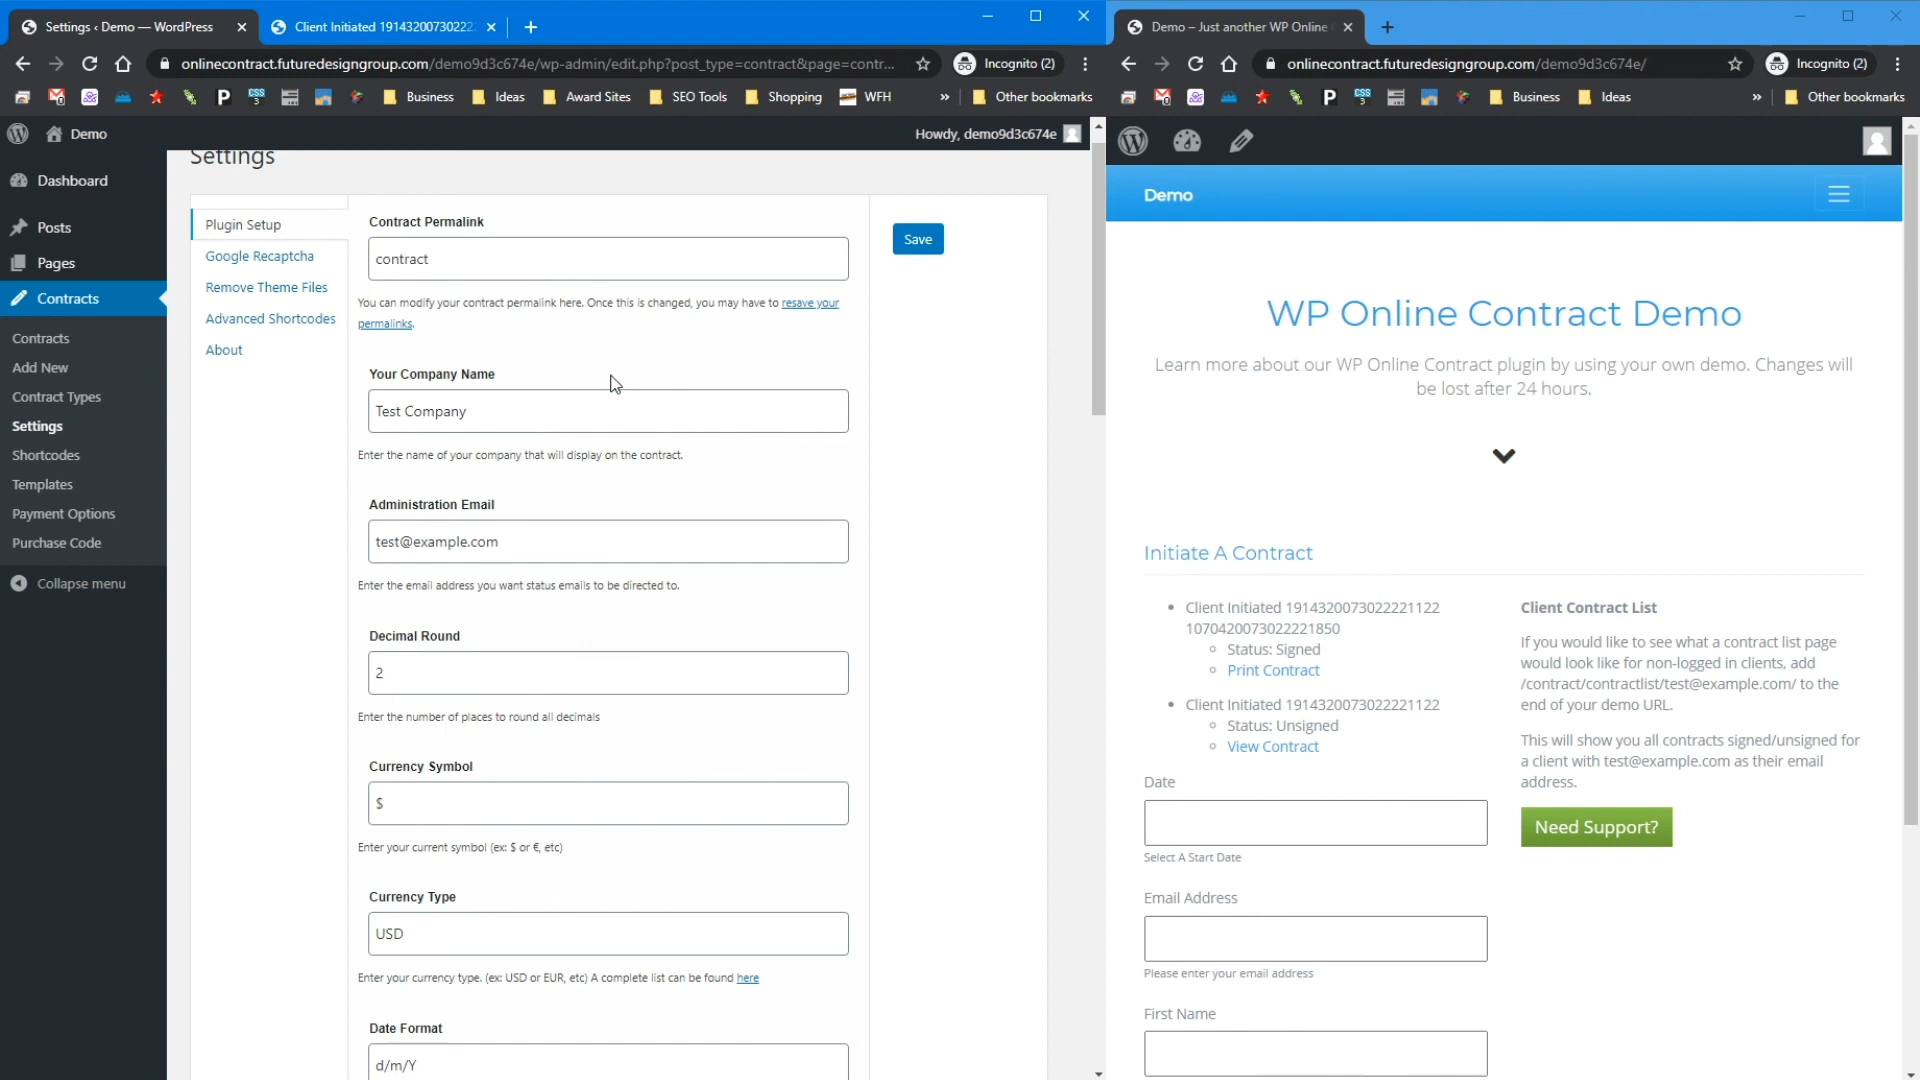 Settings ‹ Demo — WordPress
Client Initiated 19143200730222
Demo – Just another WP Online
onlinecontract.futuredesigngroup.com/demo9d3c674e/wp-admin/edit.php?post_type=contract&page=contr...
Incognito (2)
onlinecontract.futuredesigngroup.com/demo9d3c674e/
Incognito (2)
CSS
3
Business
Ideas
Award Sites
SEO Tools
Shopping
WFH
»
Other bookmarks
CSS
3
Business
Ideas
»
Other bookmarks
Demo
Howdy, demo9d3c674e
Dashboard
Posts
Pages
Contracts
Contracts
Add New
Contract Types
Settings
Shortcodes
Templates
Payment Options
Purchase Code
Collapse menu
Settings
Plugin Setup
Google Recaptcha
Remove Theme Files
Advanced Shortcodes
About
Contract Permalink
contract
You can modify your contract permalink here. Once this is changed, you may have to resave your
permalinks.
Your Company Name
Test Company
Enter the name of your company that will display on the contract.
Administration Email
test@example.com
Enter the email address you want status emails to be directed to.
Decimal Round
2
Enter the number of places to round all decimals
Currency Symbol
$
Enter your current symbol (ex: $ or €, etc)
Currency Type
USD
Enter your currency type. (ex: USD or EUR, etc) A complete list can be found here
Date Format
d/m/Y
Save
Demo
WP Online Contract Demo
Learn more about our WP Online Contract plugin by using your own demo. Changes will
be lost after 24 hours.
Initiate A Contract
Client Initiated 1914320073022221122
1070420073022221850
Status: Signed
Print Contract
Client Initiated 1914320073022221122
Status: Unsigned
View Contract
Date
Select A Start Date
Email Address
Please enter your email address
First Name
Client Contract List
If you would like to see what a contract list page
would look like for non-logged in clients, add
/contract/contractlist/test@example.com/ to the
end of your demo URL.
This will show you all contracts signed/unsigned for
a client with test@example.com as their email
address.
Need Support?